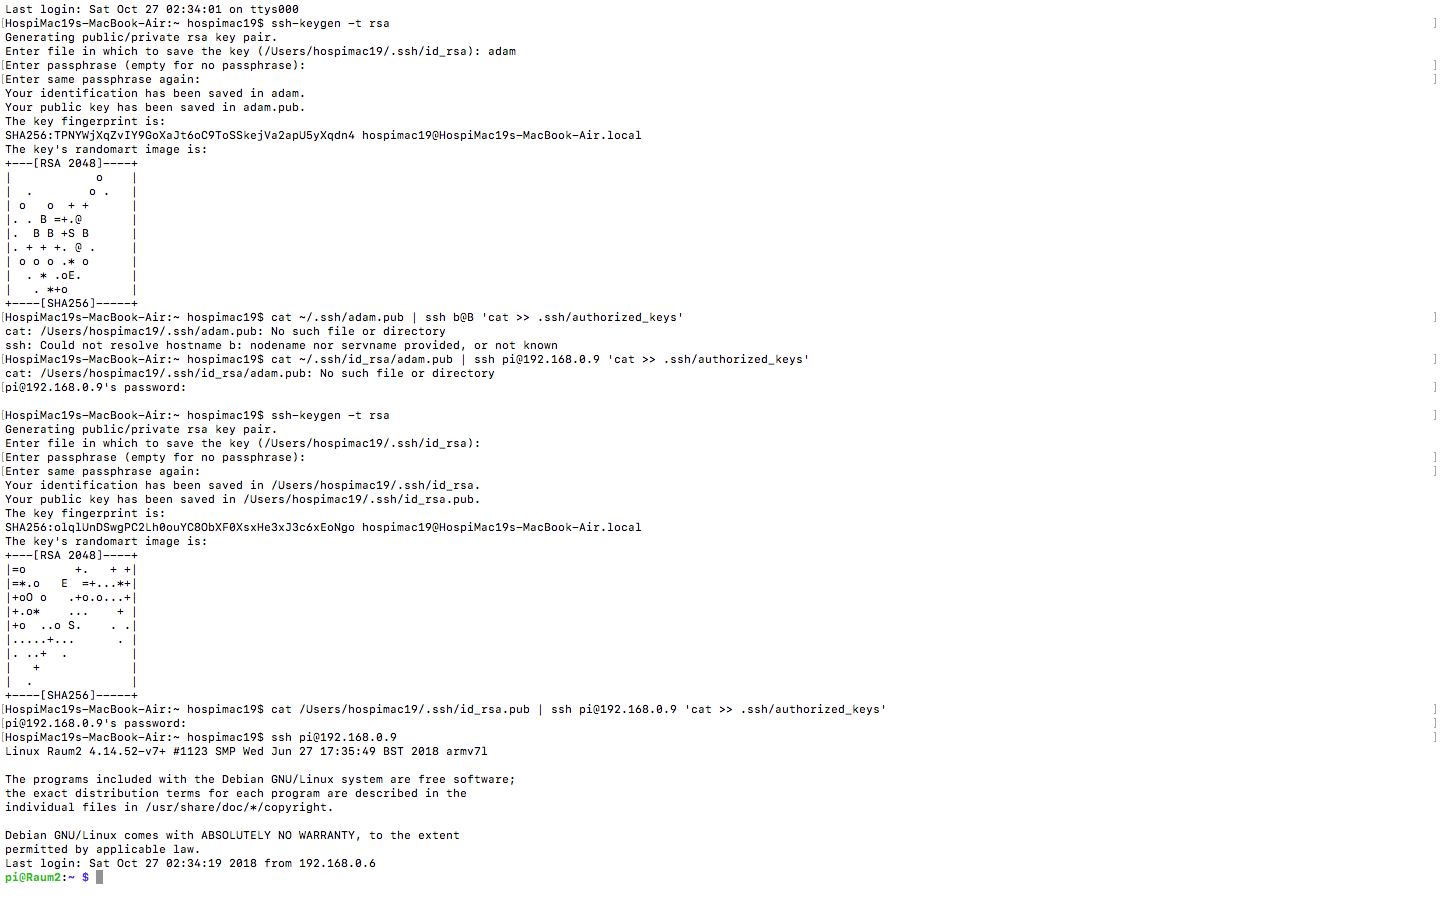 Last login: Sat Oct 27 02:34:01 on ttys000
[HospiMac19s-MacBook-Air:~ hospimac19$ ssh-keygen -t rsa ]
Generating public/private rsa key pair.
Enter file in which to save the key (/Users/hospimac19/.ssh/id_rsa): adam
[Enter passphrase (empty for no passphrase): ]
[Enter same passphrase again: ]
Your identification has been saved in adam.
Your public key has been saved in adam.pub.
The key fingerprint is:
SHA256:TPNYWjXqZvIY9GoXaJt6oC9ToSSkejVa2apU5yXqdn4 hospimac19@HospiMac19s-MacBook-Air.local
The key's randomart image is:
+---[RSA 2048]----+
|            o    |
|  .        o .   |
| o   o  + +      |
|. . B =+.@       |
|.  B B +S B      |
|. + + +. @ .     |
| o o o .* o      |
|  . * .oE.       |
|   . *+o         |
+----[SHA256]-----+
[HospiMac19s-MacBook-Air:~ hospimac19$ cat ~/.ssh/adam.pub | ssh b@B 'cat >> .ssh/authorized_keys' ]
cat: /Users/hospimac19/.ssh/adam.pub: No such file or directory
ssh: Could not resolve hostname b: nodename nor servname provided, or not known
[HospiMac19s-MacBook-Air:~ hospimac19$ cat ~/.ssh/id_rsa/adam.pub | ssh pi@192.168.0.9 'cat >> .ssh/authorized_keys' ]
cat: /Users/hospimac19/.ssh/id_rsa/adam.pub: No such file or directory
[pi@192.168.0.9's password: ]
[HospiMac19s-MacBook-Air:~ hospimac19$ ssh-keygen -t rsa ]
Generating public/private rsa key pair.
Enter file in which to save the key (/Users/hospimac19/.ssh/id_rsa):
[Enter passphrase (empty for no passphrase): ]
[Enter same passphrase again: ]
Your identification has been saved in /Users/hospimac19/.ssh/id_rsa.
Your public key has been saved in /Users/hospimac19/.ssh/id_rsa.pub.
The key fingerprint is:
SHA256:olqlUnDSwgPC2Lh0ouYC8ObXF0XsxHe3xJ3c6xEoNgo hospimac19@HospiMac19s-MacBook-Air.local
The key's randomart image is:
+---[RSA 2048]----+
|=o       +.   + +|
|=*.o   E  =+...*+|
|+oO o   .+o.o...+|
|+.o*    ...    + |
|+o  ..o S.    . .|
|.....+...      . |
|. ..+  .         |
|   +             |
|  .              |
+----[SHA256]-----+
[HospiMac19s-MacBook-Air:~ hospimac19$ cat /Users/hospimac19/.ssh/id_rsa.pub | ssh pi@192.168.0.9 'cat >> .ssh/authorized_keys' ]
[pi@192.168.0.9's password: ]
[HospiMac19s-MacBook-Air:~ hospimac19$ ssh pi@192.168.0.9 ]
Linux Raum2 4.14.52-v7+ #1123 SMP Wed Jun 27 17:35:49 BST 2018 armv7l
The programs included with the Debian GNU/Linux system are free software;
the exact distribution terms for each program are described in the
individual files in /usr/share/doc/*/copyright.
Debian GNU/Linux comes with ABSOLUTELY NO WARRANTY, to the extent
permitted by applicable law.
Last login: Sat Oct 27 02:34:19 2018 from 192.168.0.6
pi@Raum2:~ $